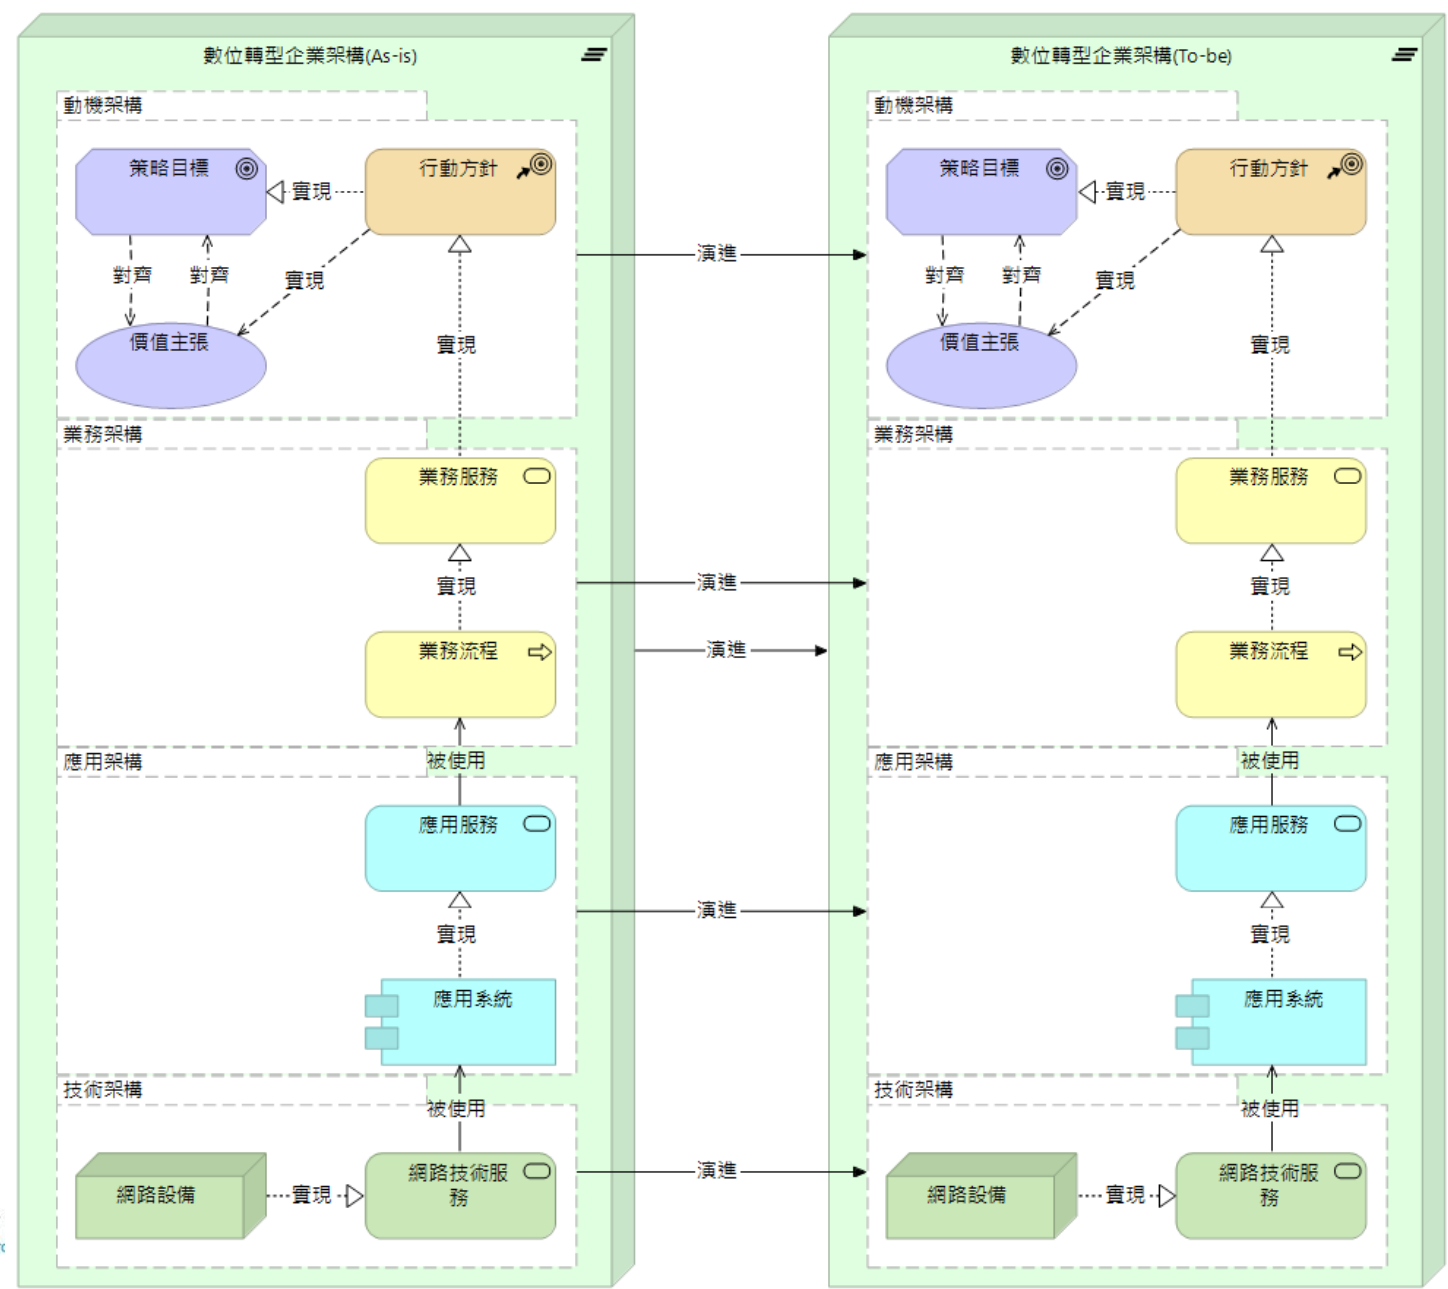 數位轉型企業架構(As-is)
動機架構
策略目標
行動方針
實現
對齊
對齊
實現
價值主張
實現
業務架構
業務服務
實現
業務流程
應用架構
被使用
應用服務
實現
應用系統
技術架構
被使用
網路設備
實現
網路技術服
務
演進
演進
演進
演進
演進
數位轉型企業架構(To-be)
動機架構
策略目標
行動方針
實現
對齊
對齊
實現
價值主張
實現
業務架構
業務服務
實現
業務流程
應用架構
被使用
應用服務
實現
應用系統
技術架構
被使用
網路設備
實現
網路技術服
務